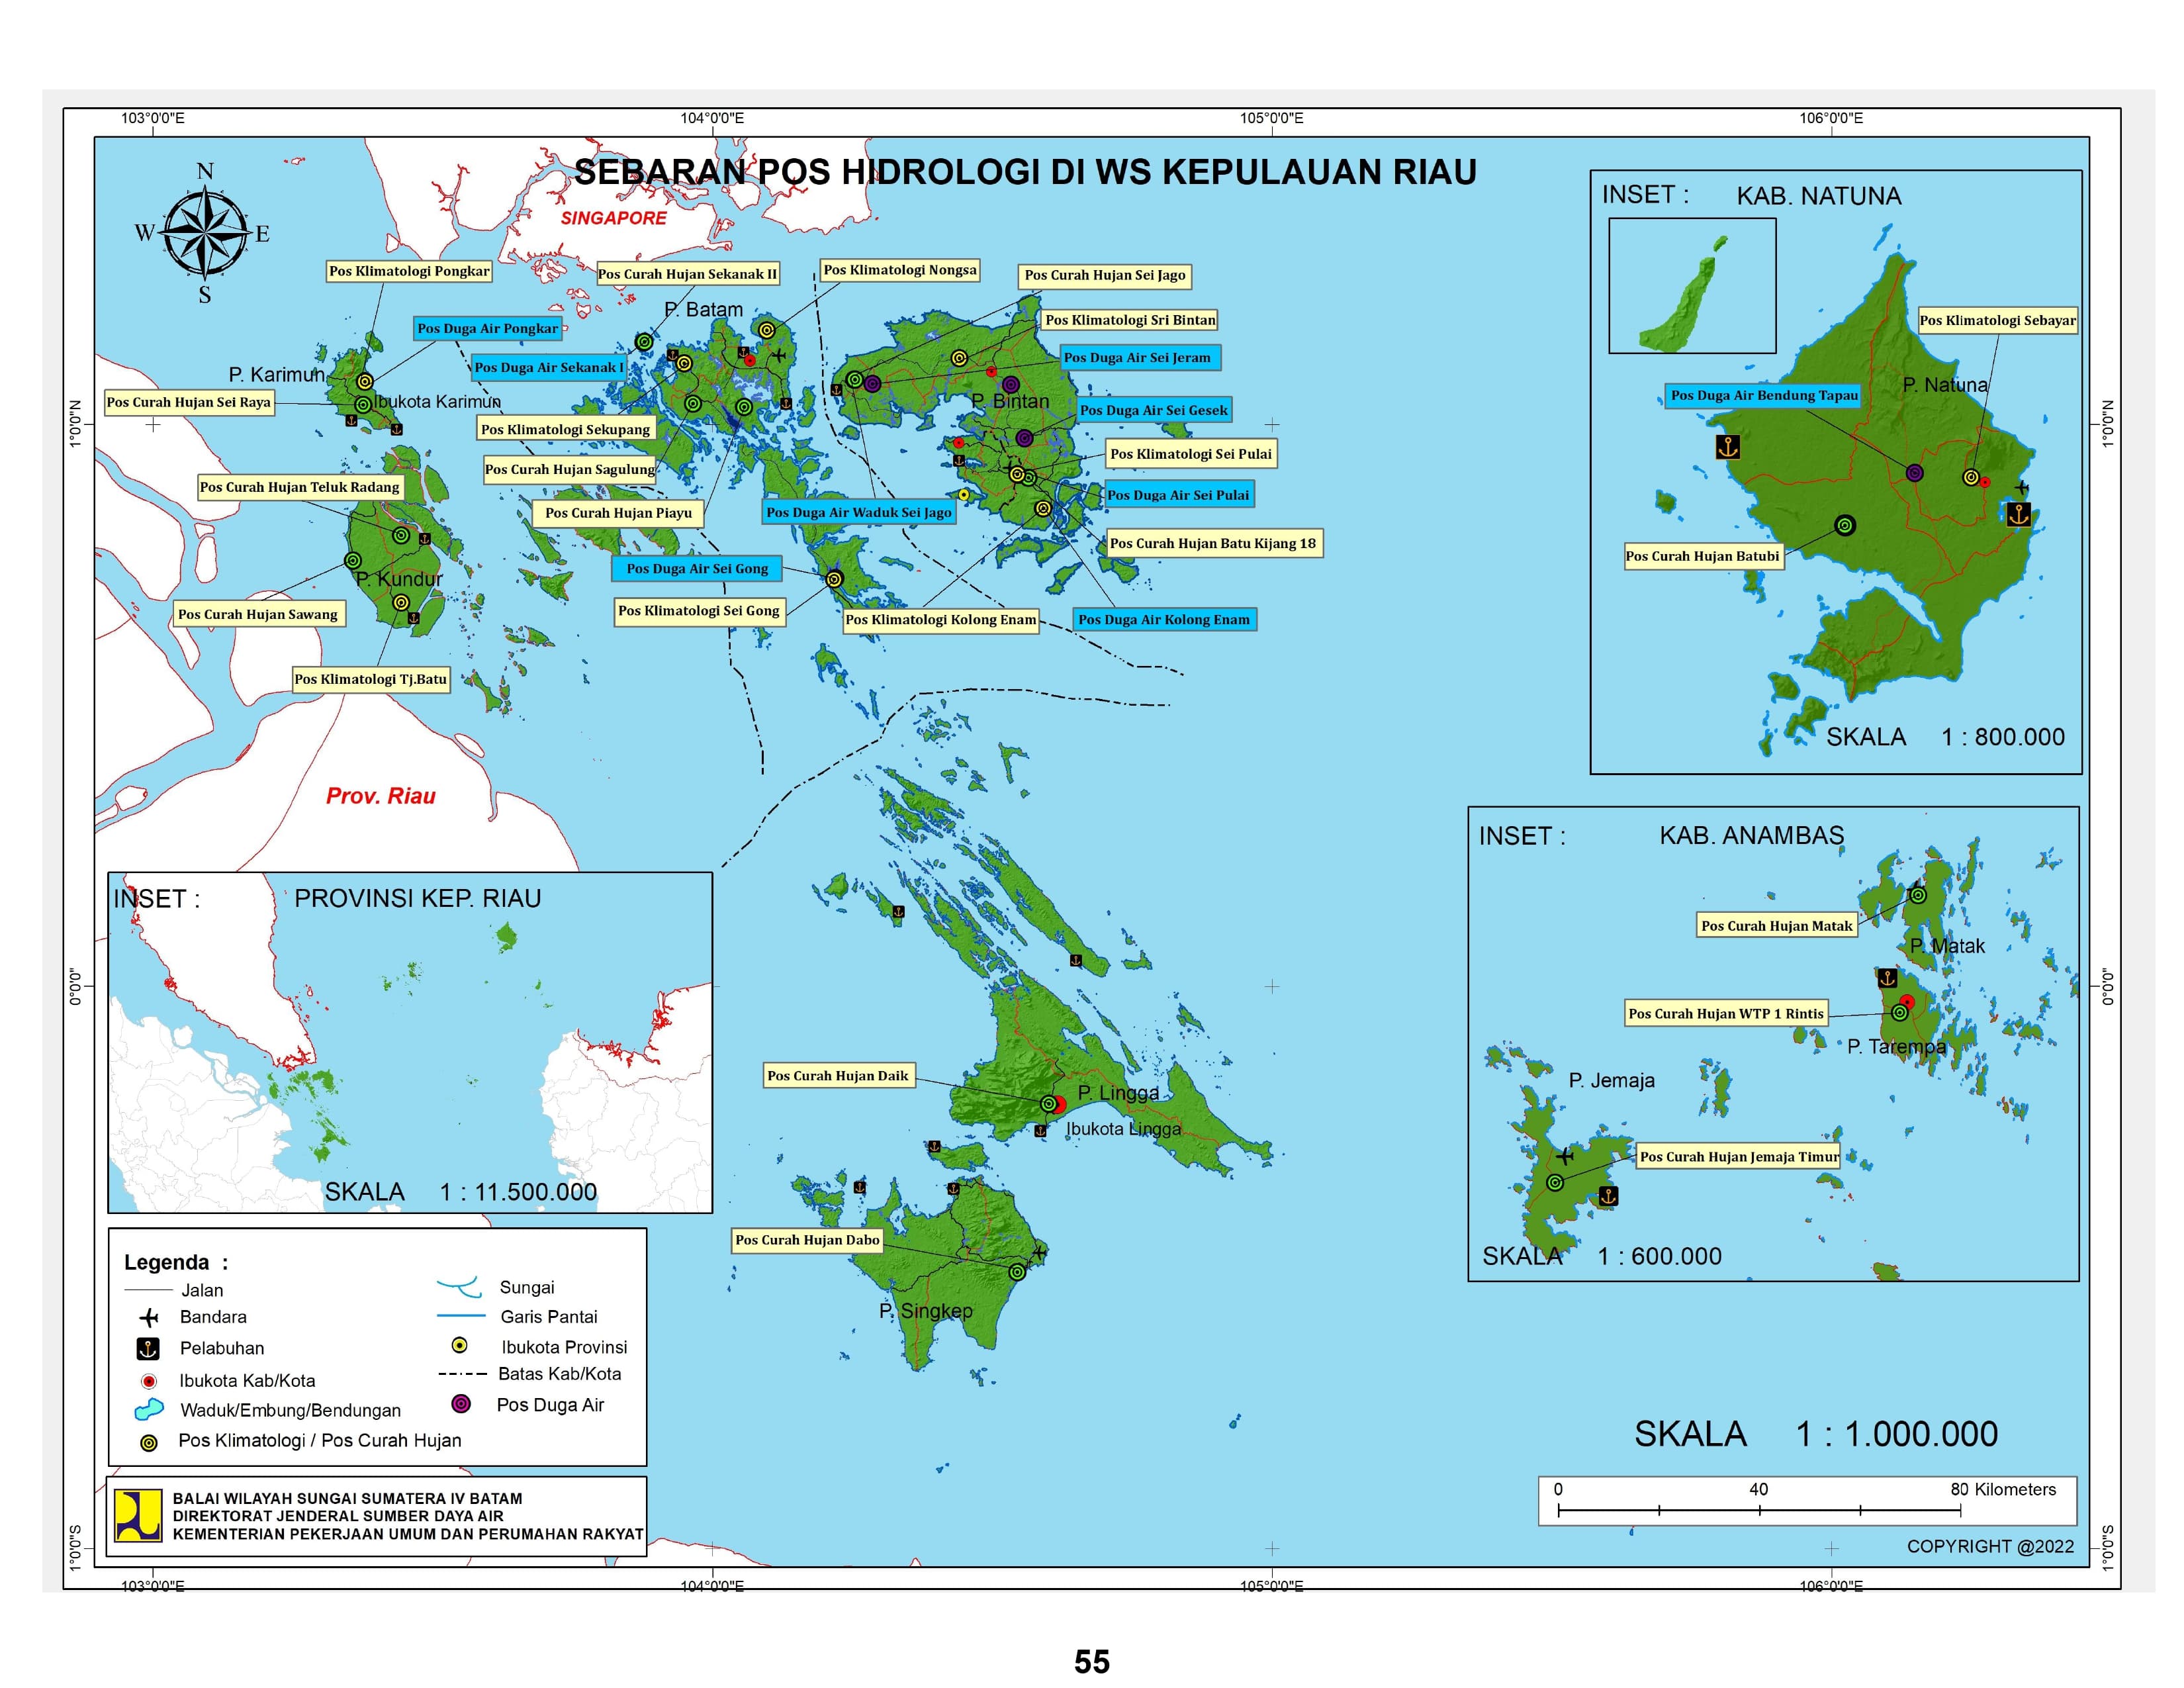 103°0'0"E
104°0'0"E
105°0'0"E
106°0'0"E
SEBARAN POS HIDROLOGI DI WS KEPULAUAN RIAU
N
W
E
S
SINGAPORE
Pos Klimatologi Pongkar
Pos Curah Hujan Sekanak II
Pos Klimatologi Nongsa
Pos Curah Hujan Sei Jago
P. Batam
Pos Duga Air Pongkar
Pos Klimatologi Sri Bintan
Pos Duga Air Sekanak I
Pos Duga Air Sei Jeram
P. Karimun
Pos Curah Hujan Sei Raya
Ibukota Karimun
P. Bintan
Pos Duga Air Sei Gesek
Pos Klimatologi Sekupang
Pos Klimatologi Sei Pulai
Pos Curah Hujan Sagulung
Pos Curah Hujan Teluk Radang
Pos Duga Air Sei Pulai
Pos Curah Hujan Piayu
Pos Duga Air Waduk Sei Jago
Pos Curah Hujan Batu Kijang 18
Pos Duga Air Sei Gong
P. Kundur
Pos Curah Hujan Sawang
Pos Klimatologi Sei Gong
Pos Klimatologi Kolong Enam
Pos Duga Air Kolong Enam
Pos Klimatologi Tj.Batu
Prov. Riau
INSET :
KAB. NATUNA
Pos Klimatologi Sebayar
P. Natuna
Pos Duga Air Bendung Tapau
Pos Curah Hujan Batubi
SKALA 1 : 800.000
INSET :
KAB. ANAMBAS
Pos Curah Hujan Matak
P. Matak
Pos Curah Hujan WTP 1 Rintis
P. Tarempa
P. Jemaja
Pos Curah Hujan Jemaja Timur
SKALA 1 : 600.000
INSET :
PROVINSI KEP. RIAU
SKALA 1 : 11.500.000
Pos Curah Hujan Daik
P. Lingga
Ibukota Lingga
Pos Curah Hujan Dabo
P. Singkep
Legenda :
Jalan
Bandara
Pelabuhan
Ibukota Kab/Kota
Waduk/Embung/Bendungan
Pos Klimatologi / Pos Curah Hujan
Sungai
Garis Pantai
Ibukota Provinsi
Batas Kab/Kota
Pos Duga Air
BALAI WILAYAH SUNGAI SUMATERA IV BATAM
DIREKTORAT JENDERAL SUMBER DAYA AIR
KEMENTERIAN PEKERJAAN UMUM DAN PERUMAHAN RAKYAT
SKALA 1 : 1.000.000
0 40 80 Kilometers
COPYRIGHT @2022
1°0'0"N
0°0'0"
1°0'0"S
1°0'0"N
0°0'0"
1°0'0"S
103°0'0"E
104°0'0"E
105°0'0"E
106°0'0"E
55